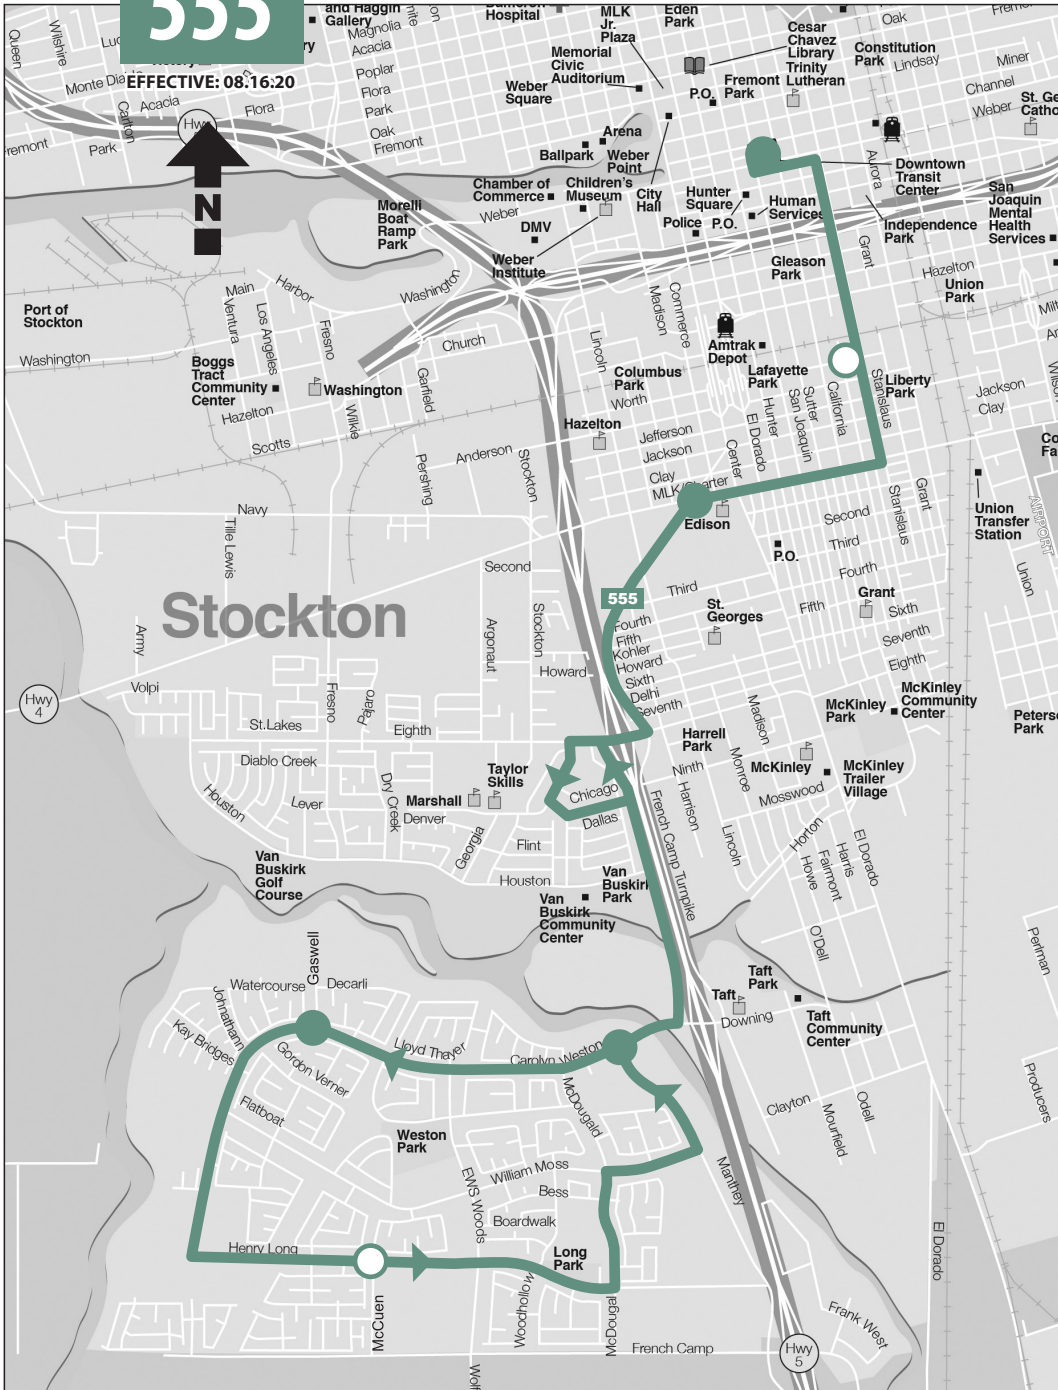 555
EFFECTIVE: 08.16.20
and Haggin
Gallery
Hospital
MLK
Jr.
Plaza
Eden
Park
Cesar
Chavez
Library
Trinity
Lutheran
Constitution
Park
Oak
Lindsay
Miner
Channel
Weber
Queen
Wilshire
Magnolia
Acacia
Poplar
Flora
Park
Oak
Fremont
Monte Diablo
Acacia
Carlton
Flora
Park
Memorial
Civic
Auditorium
Weber
Square
P.O.
Fremont
Park
Arena
Ballpark
Weber
Point
Chamber of
Commerce
Children's
Museum
City
Hall
Hunter
Square
Human
Services
Police
P.O.
Downtown
Transit
Center
Aurora
San
Joaquin
Mental
Health
Services
Independence
Park
N
Morelli
Boat
Ramp
Park
Weber
DMV
Weber
Institute
Gleason
Park
Grant
Hazelton
Union
Park
Port of
Stockton
Main
Harbor
Ventura
Los Angeles
Fresno
Washington
Madison
Commerce
Washington
Church
Lincoln
Amtrak
Depot
Lafayette
Park
Boggs
Tract
Community
Center
Washington
Garfield
Columbus
Park
Worth
Liberty
Park
Stanislaus
California
Sutter
San Joaquin
Hunter
El Dorado
Center
Jackson
Clay
Hazelton
Wilkie
Scotts
Hazelton
Jefferson
Jackson
Clay
MLK/Charter
Anderson
Pershing
Stockton
Navy
Tille Lewis
Edison
Second
Third
Fourth
Fifth
Stanislaus
Grant
Union
Transfer
Station
AIRPORT
Union
P.O.
Second
Third
555
St.
Georges
Grant
Sixth
Seventh
Eighth
Stockton
Army
Argonaut
Stockton
Howard
Fourth
Fifth
Kohler
Howard
Sixth
Delhi
Seventh
Hwy
4
Volpi
Fresno
Pajaro
St.Lakes
Eighth
Madison
McKinley
Park
McKinley
Community
Center
Harrell
Park
Ninth
Monroe
McKinley
McKinley
Trailer
Village
Mosswood
Diablo Creek
Houston
Lever
Dry Creek
Taylor
Skills
Marshall
Denver
Chicago
Dallas
Harrison
Lincoln
French Camp Turnpike
Horton
Howe
Fairmont
Harris
El Dorado
Georgia
Flint
Houston
Van
Buskirk
Golf
Course
Van
Buskirk
Park
Van
Buskirk
Community
Center
O'Dell
Perlman
Gaswell
Watercourse
Decarli
Johnathann
Kay Bridges
Gordon Verner
Lloyd Thayer
Carolyn Weston
Taft
Park
Taft
Downing
Taft
Community
Center
Flatboat
McDougald
Clayton
Mourfield
Odell
Producers
Weston
Park
EWS Woods
William Moss
Bess
Boardwalk
Manthey
El Dorado
Henry Long
Long
Park
McCuen
Woodhollow
McDougal
French Camp
Frank West
Hwy
5